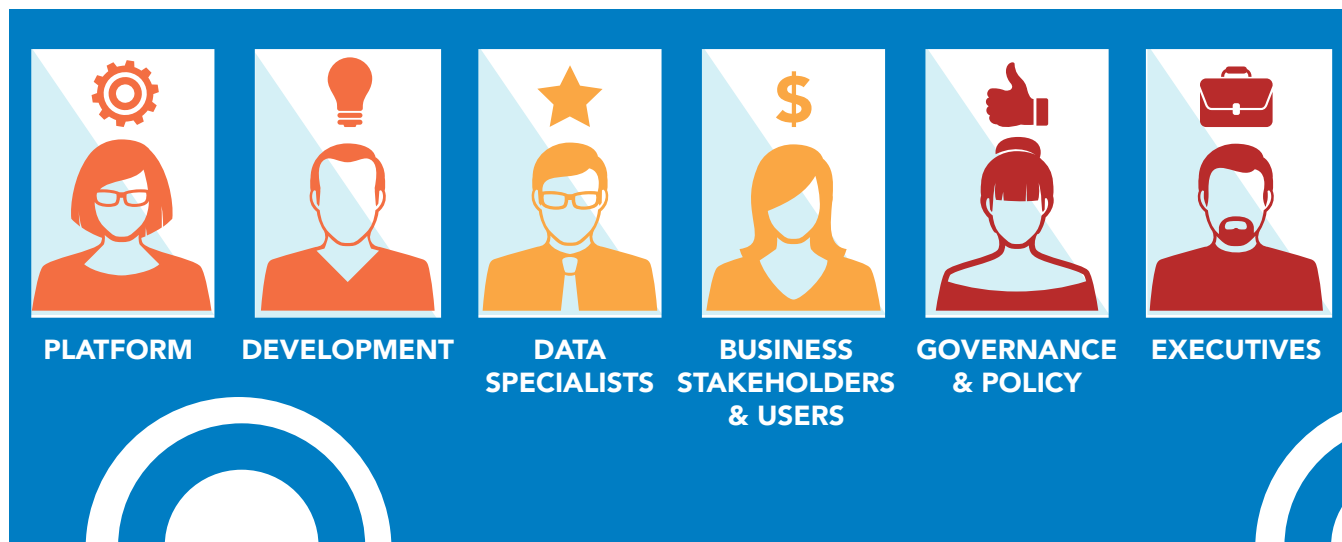 $
PLATFORM
DEVELOPMENT
DATA
SPECIALISTS
BUSINESS
STAKEHOLDERS
& USERS
GOVERNANCE
& POLICY
EXECUTIVES